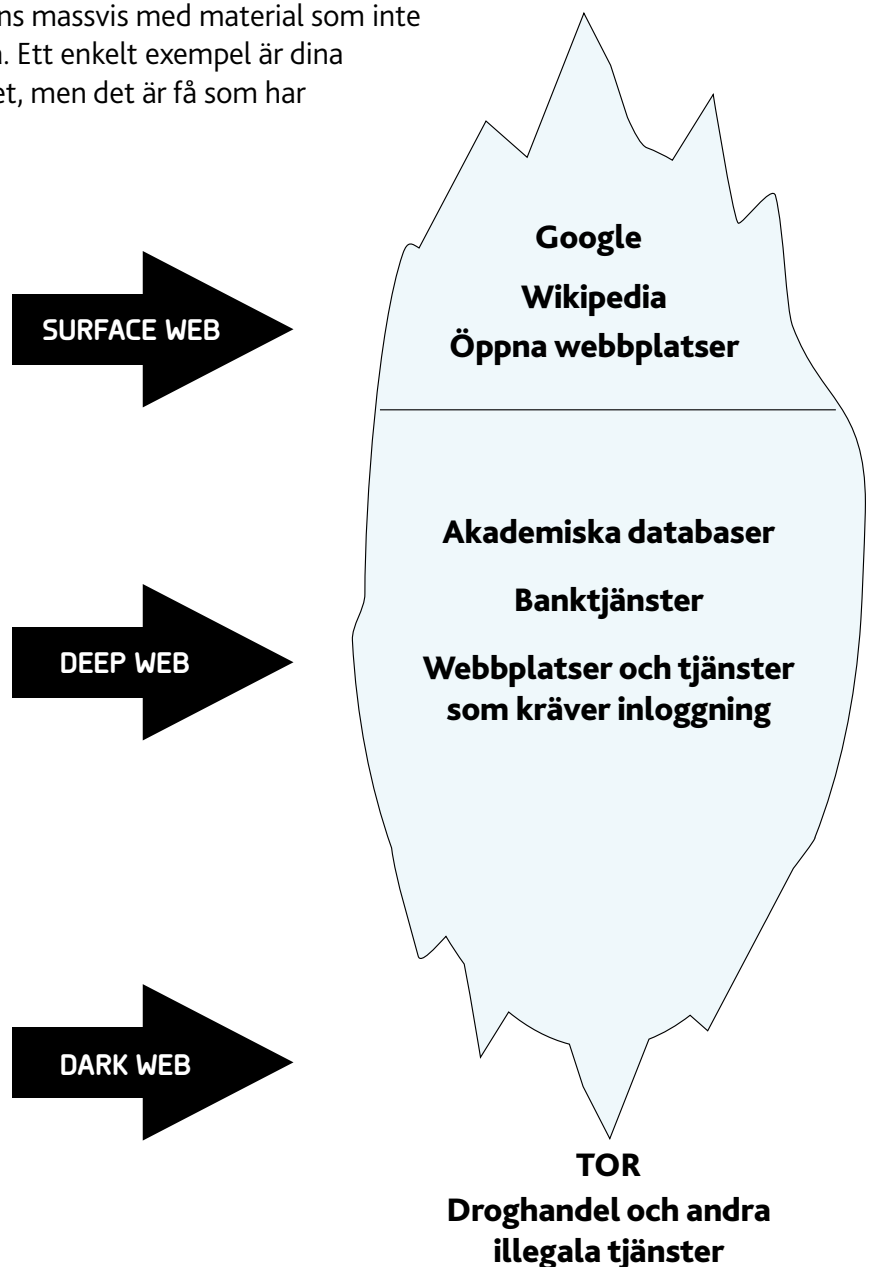 ns massvis med material som inte
. Ett enkelt exempel är dina
et, men det är få som har
Google
Wikipedia
SURFACE WEB
Öppna webbplatser
Akademiska databaser
Banktjänster
DEEP WEB
Webbplatser och tjänster
som kräver inloggning
DARK WEB
TOR
Droghandel och andra
illegala tjänster